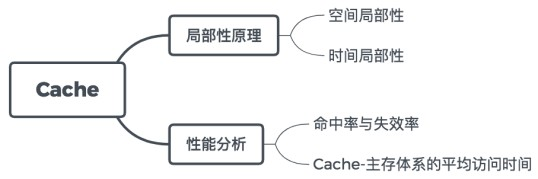 Cache
局部性原理
空间局部性
时间局部性
性能分析
命中率与失效率
Cache-主存体系的平均访问时间